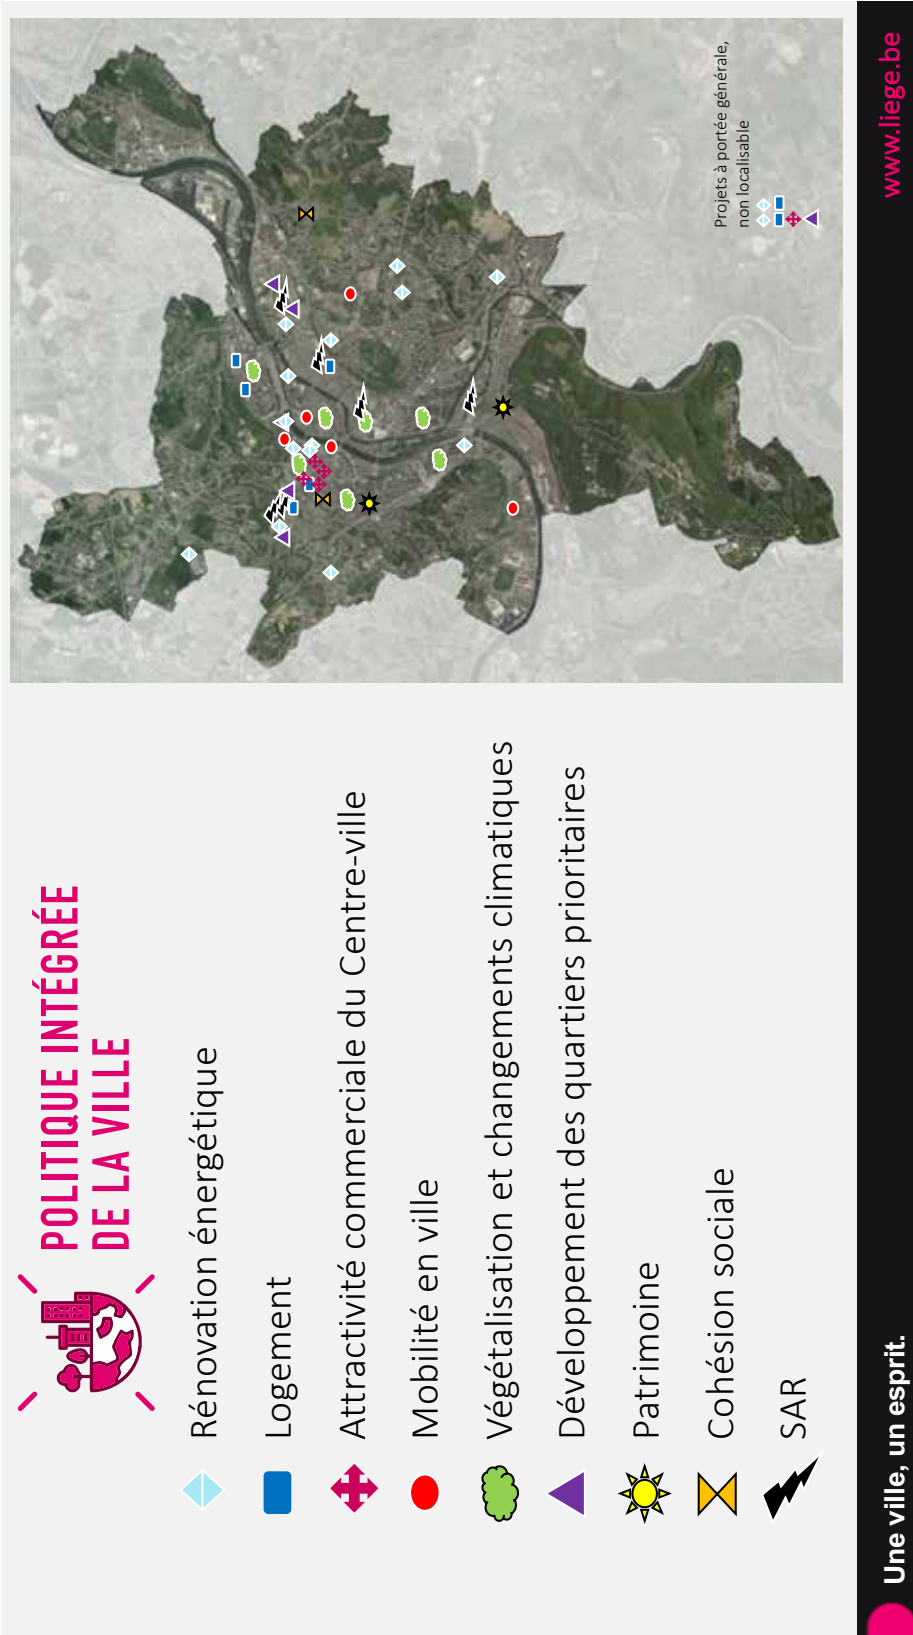 POLITIQUE INTÉGRÉE
DE LA VILLE
Rénovation énergétique
Logement
Attractivité commerciale du Centre-ville
Mobilité en ville
Végétalisation et changements climatiques
Développement des quartiers prioritaires
Patrimoine
Cohésion sociale
SAR
Projets à portée générale,
non localisable
Une ville, un esprit.
www.liege.be